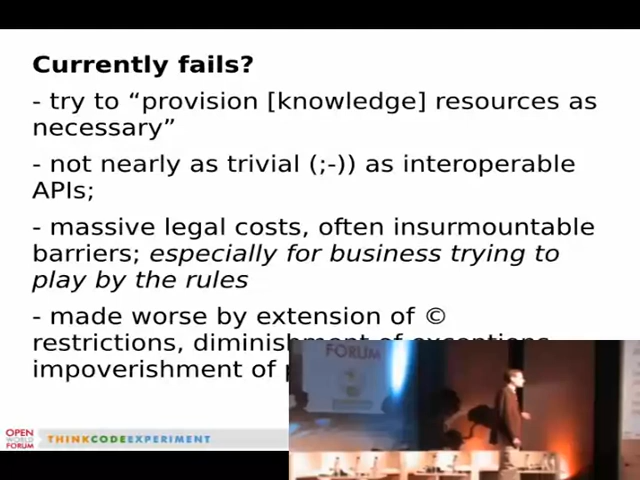 Currently fails?
- try to “provision [knowledge] resources as
necessary”
- not nearly as trivial (;-)) as interoperable
APIs;
- massive legal costs, often insurmountable
barriers; especially for business trying to
play by the rules
- made worse by extension of ©
restrictions, diminishment of exceptions,
impoverishment of
OPEN
WORLD
FORUM
THINKCODEEXPERIMENT
FORUM